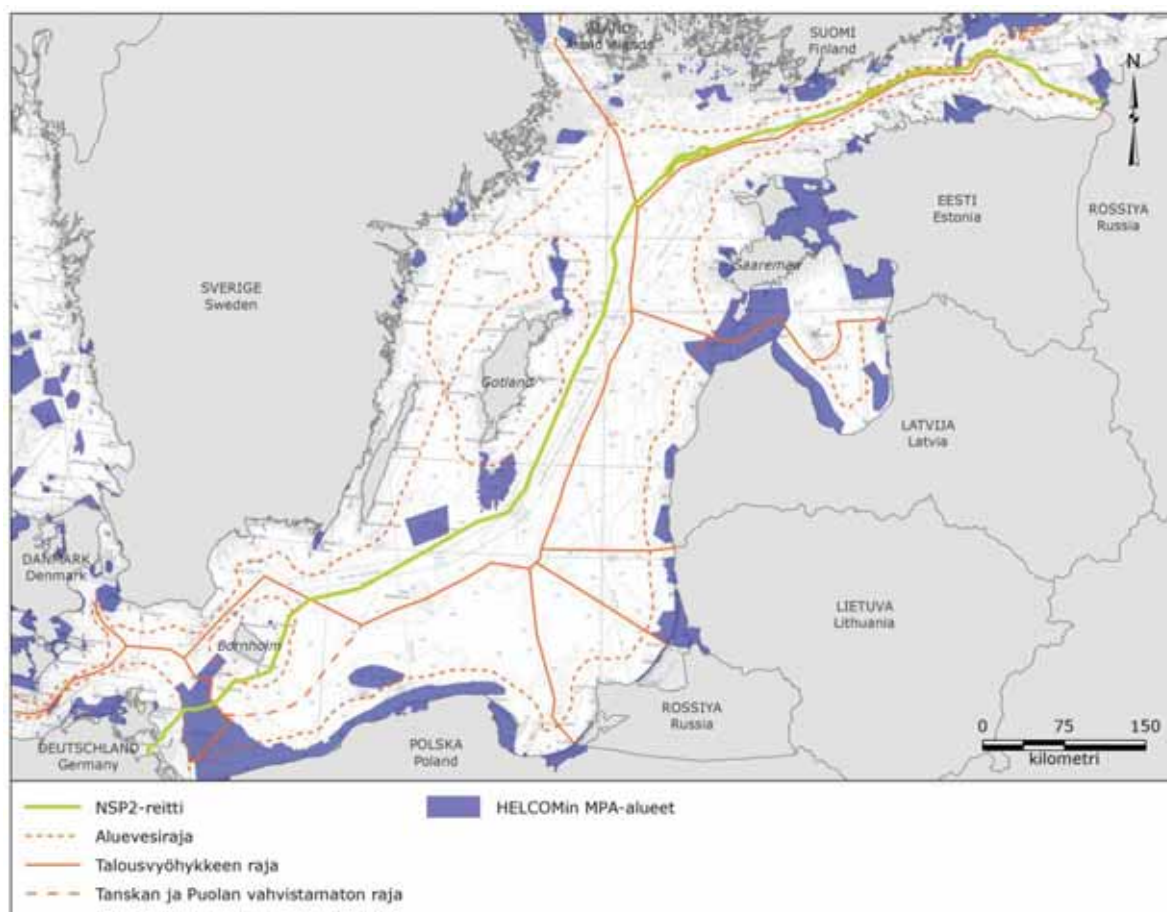 SUOMI
Finland
N
EESTI
Estonia
ROSSIYA
Russia
Saaremaa
SVERIGE
Sweden
Gotland
LATVIJA
Latvia
DANMARK
Denmark
LIETUVA
Lithuania
Bornholm
ROSSIYA
Russia
DEUTSCHLAND
Germany
POLSKA
Poland
0 75 150
kilometri
NSP2-reitti
HELCOMin MPA-alueet
Aluevesiraja
Talousvyöhykkeen raja
Tanskan ja Puolan vahvistamaton raja